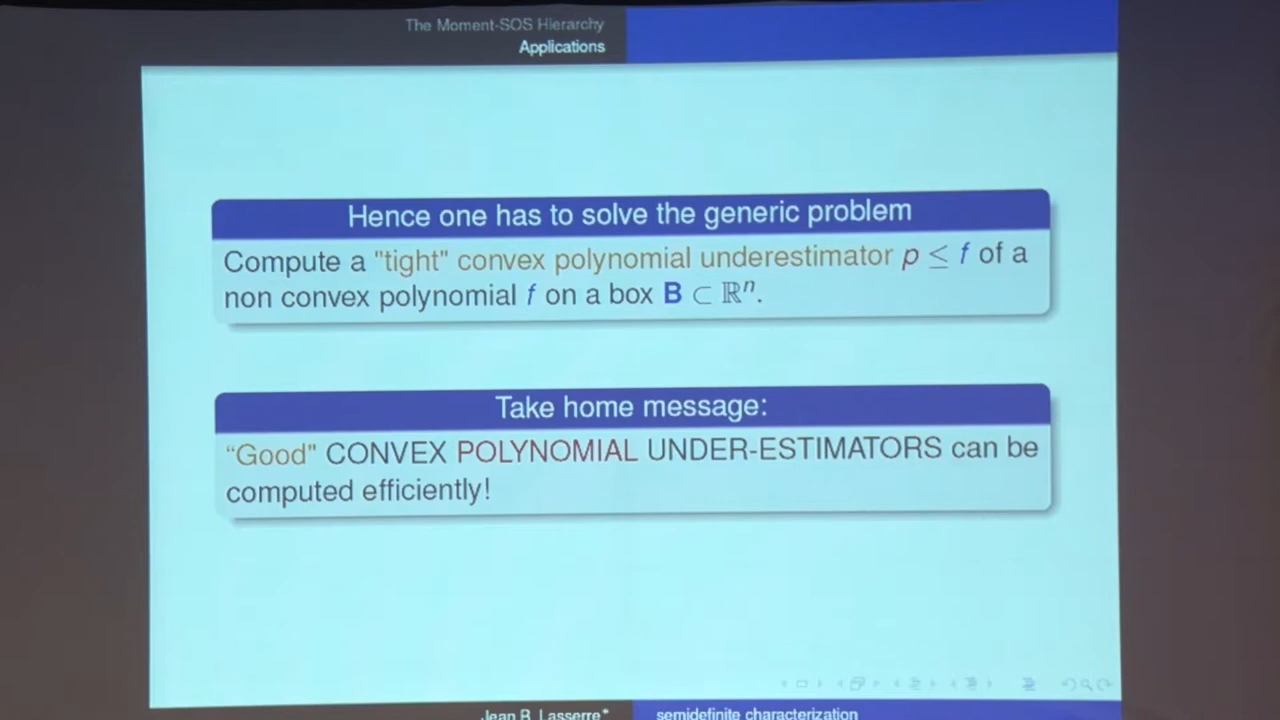 The Moment-SOS Hierarchy
Applications
Hence one has to solve the generic problem
Compute a "tight" convex polynomial underestimator p ≤ f of a
non convex polynomial f on a box B ⊂ ℝⁿ.
Take home message:
“Good" CONVEX POLYNOMIAL UNDER-ESTIMATORS can be
computed efficiently!
Jean B. Lasserre*
semidefinite characterization